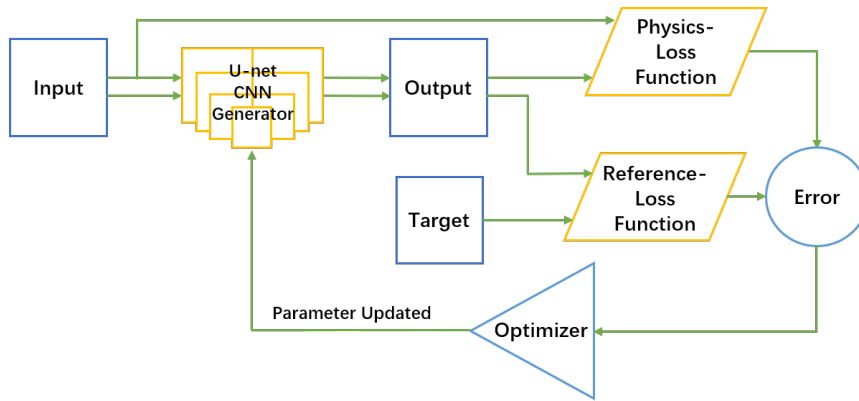 Input
U-net
CNN
Generator
Output
Physics-
Loss
Function
Target
Reference-
Loss
Function
Error
Parameter Updated
Optimizer